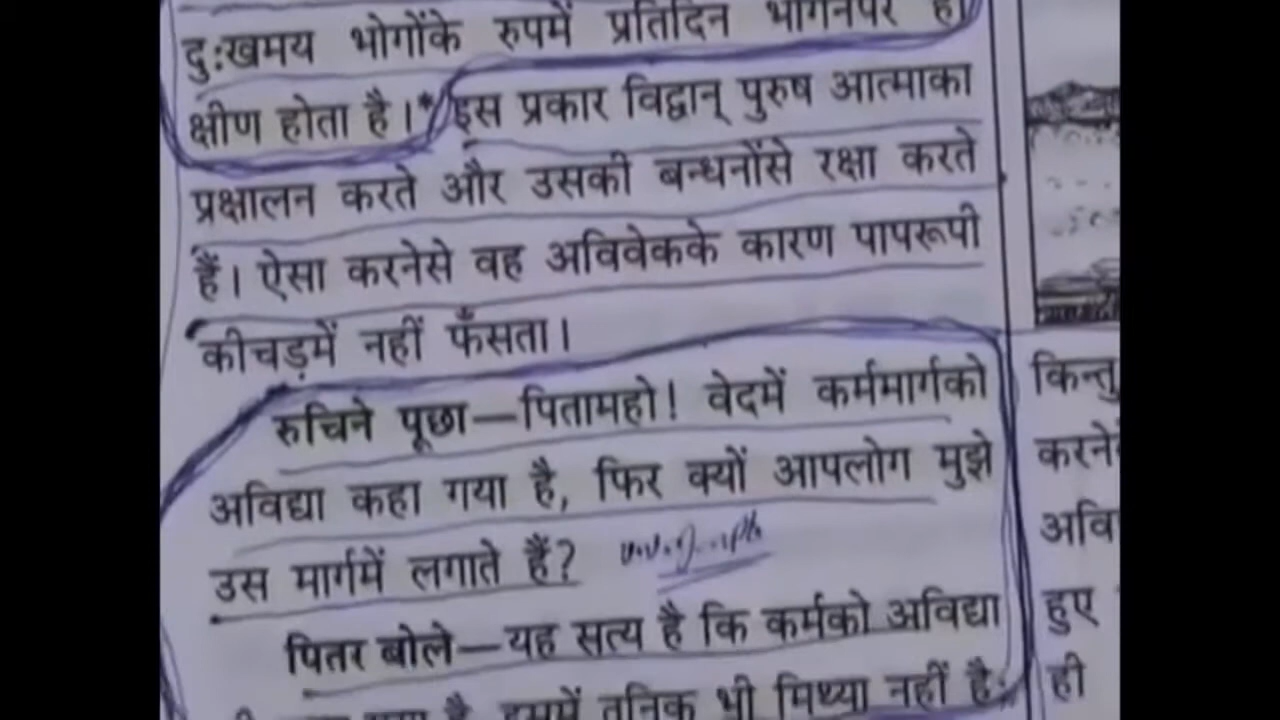 दुःखमय भोगोंके रुपमें प्रतिदिन भोगनेपर ही
क्षीण होता है।* इस प्रकार विद्वान् पुरुष आत्माका
प्रक्षालन करते और उसकी बन्धनोंसे रक्षा करते
हैं। ऐसा करनेसे वह अविवेकके कारण पापरूपी
कीचड़में नहीं फँसता।
रुचिने पूछा—पितामहो! वेदमें कर्ममार्गको
अविद्या कहा गया है, फिर क्यों आपलोग मुझे
उस मार्गमें लगाते हैं?
पितर बोले—यह सत्य है कि कर्मको अविद्या
है, इसमें तनिक भी मिथ्या नहीं है;
किन्तु
करनेसे
अवि
हुए
ही